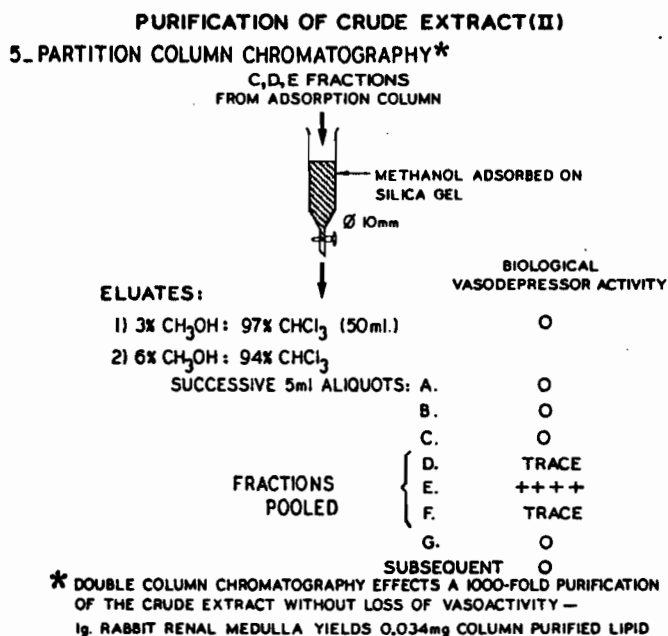 PURIFICATION OF CRUDE EXTRACT(II)
5_PARTITION COLUMN CHROMATOGRAPHY*
C,D,E FRACTIONS
FROM ADSORPTION COLUMN
METHANOL ADSORBED ON
SILICA GEL
Ø 10mm
BIOLOGICAL
VASODEPRESSOR ACTIVITY
ELUATES:
1) 3% CH3OH: 97% CHCl3 (50ml.) O
2) 6% CH3OH: 94% CHCl3
SUCCESSIVE 5ml ALIQUOTS: A. O
B. O
C. O
D. TRACE
FRACTIONS POOLED E. ++++
F. TRACE
G. O
SUBSEQUENT O
* DOUBLE COLUMN CHROMATOGRAPHY EFFECTS A 1000-FOLD PURIFICATION
OF THE CRUDE EXTRACT WITHOUT LOSS OF VASOACTIVITY —
1g. RABBIT RENAL MEDULLA YIELDS 0,034mg COLUMN PURIFIED LIPID